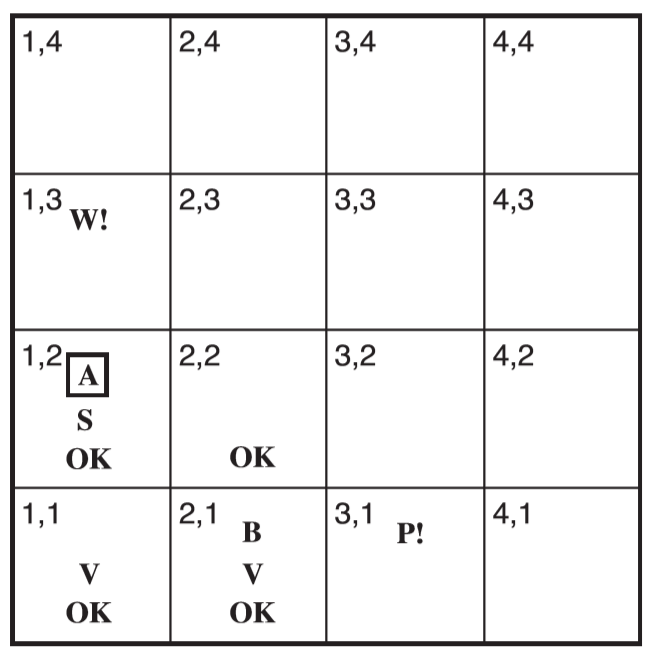 1,4 2,4 3,4 4,4
1,3 W! 2,3 3,3 4,3
1,2 A 2,2 3,2 4,2
S
OK OK
1,1 2,1 B 3,1 P! 4,1
V V
OK OK